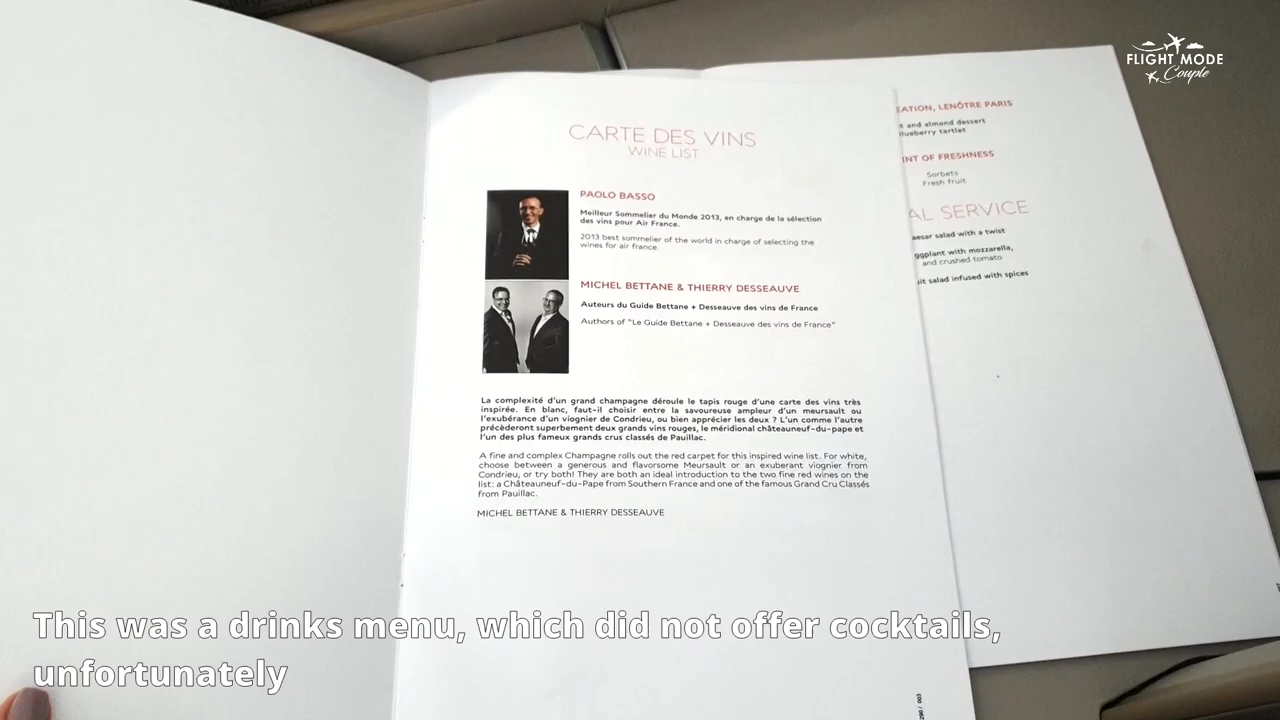 FLIGHT MODE
Couple
CARTE DES VINS
WINE LIST
PAOLO BASSO
Meilleur Sommelier du Monde 2013, en charge de la sélection
des vins pour Air France.
2013 best sommelier of the world in charge of selecting the
wines for air france.
MICHEL BETTANE & THIERRY DESSEAUVE
Auteurs du Guide Bettane + Desseauve des vins de France
Authors of "Le Guide Bettane + Desseauve des vins de France"
La complexité d'un grand champagne déroule le tapis rouge d'une carte des vins très
inspirée. En blanc, faut-il choisir entre la savoureuse ampleur d'un meursault ou
l'exubérance d'un viognier de Condrieu, ou bien apprécier les deux ? L'un comme l'autre
précèderont superbement deux grands vins rouges, le méridional châteauneuf-du-pape et
l'un des plus fameux grands crus classés de Pauillac.
A fine and complex Champagne rolls out the red carpet for this inspired wine list. For white,
choose between a generous and flavorsome Meursault or an exuberant viognier from
Condrieu, or try both! They are both an ideal introduction to the two fine red wines on the
list: a Châteauneuf-du-Pape from Southern France and one of the famous Grand Cru Classés
from Pauillac.
MICHEL BETTANE & THIERRY DESSEAUVE
EATION, LENÔTRE PARIS
t and almond dessert
lueberry tartlet
INT OF FRESHNESS
Sorbets
Fresh fruit
AL SERVICE
aesar salad with a twist
ggplant with mozzarella,
and crushed tomato
uit salad infused with spices
This was a drinks menu, which did not offer cocktails,
unfortunately